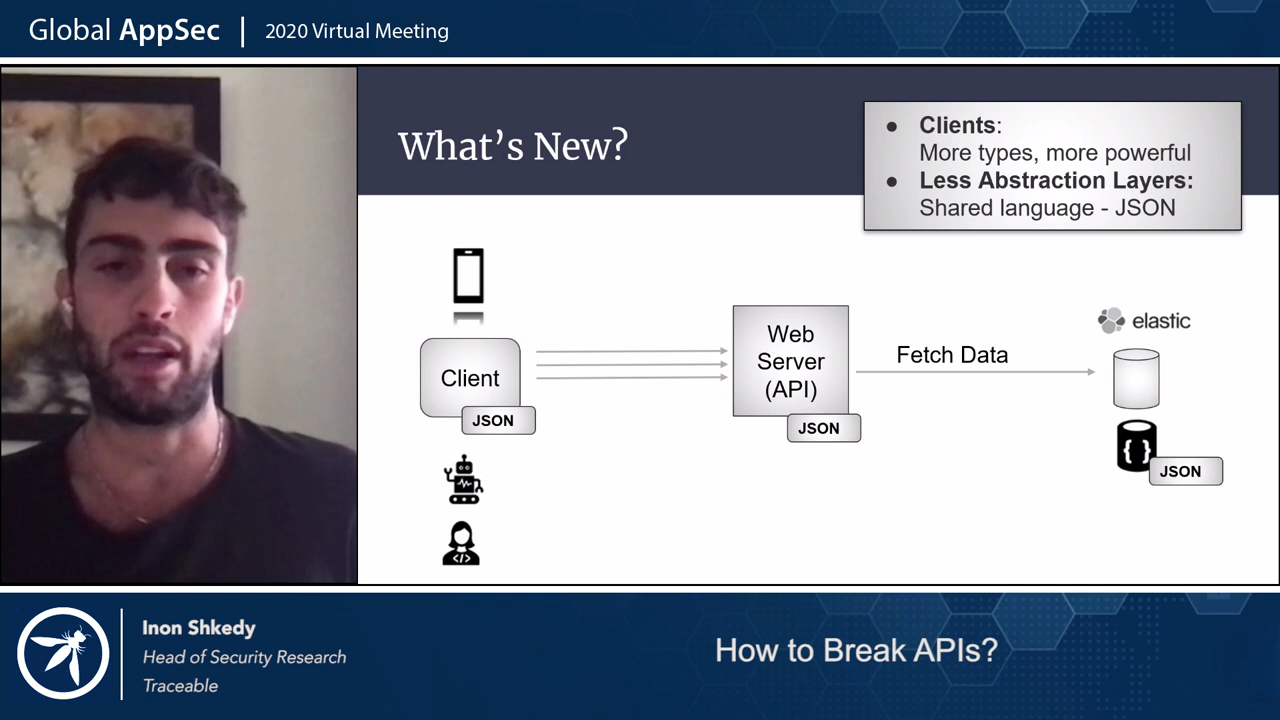 Global AppSec | 2020 Virtual Meeting
What's New?
● Clients:
More types, more powerful
● Less Abstraction Layers:
Shared language - JSON
Client
JSON
Web
Server
(API)
JSON
Fetch Data
elastic
{ }
JSON
</>
Inon Shkedy
Head of Security Research
Traceable
How to Break APIs?